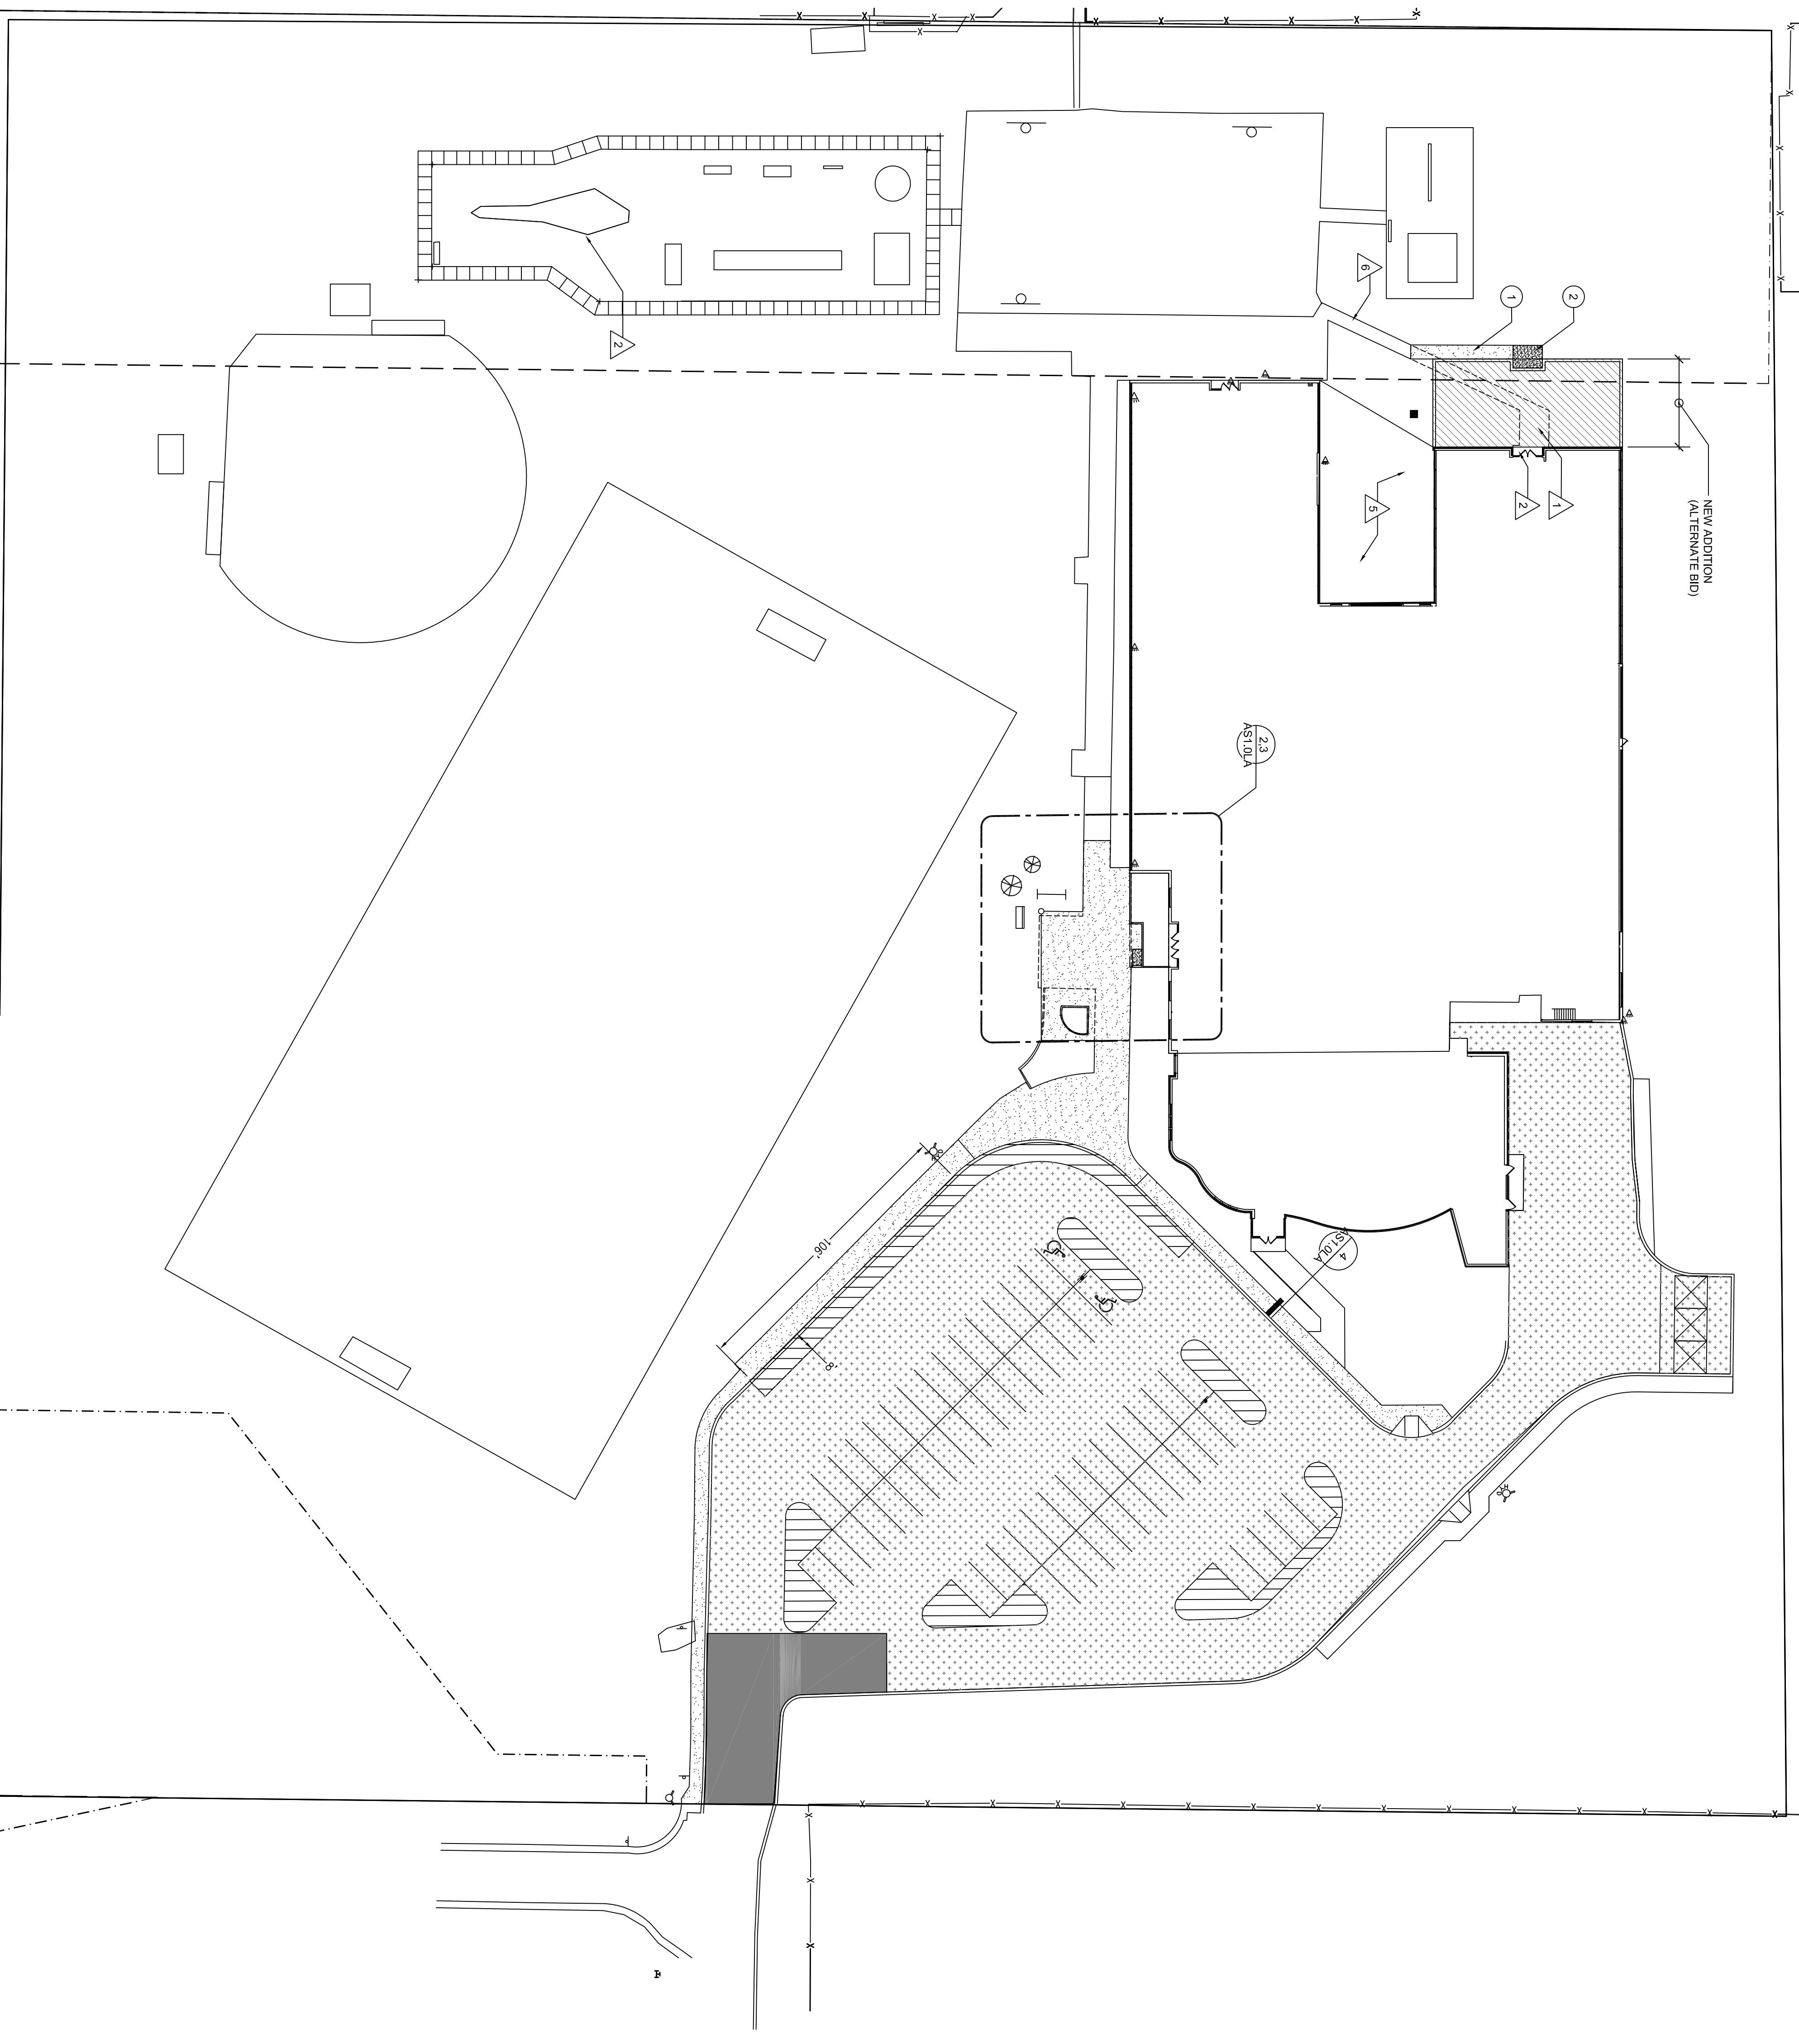 6
1
2
2
NEW ADDITION
(ALTERNATE BID)
5
2
1
2,3
AS1.0LA
4
AS1.0LA
106'
8'